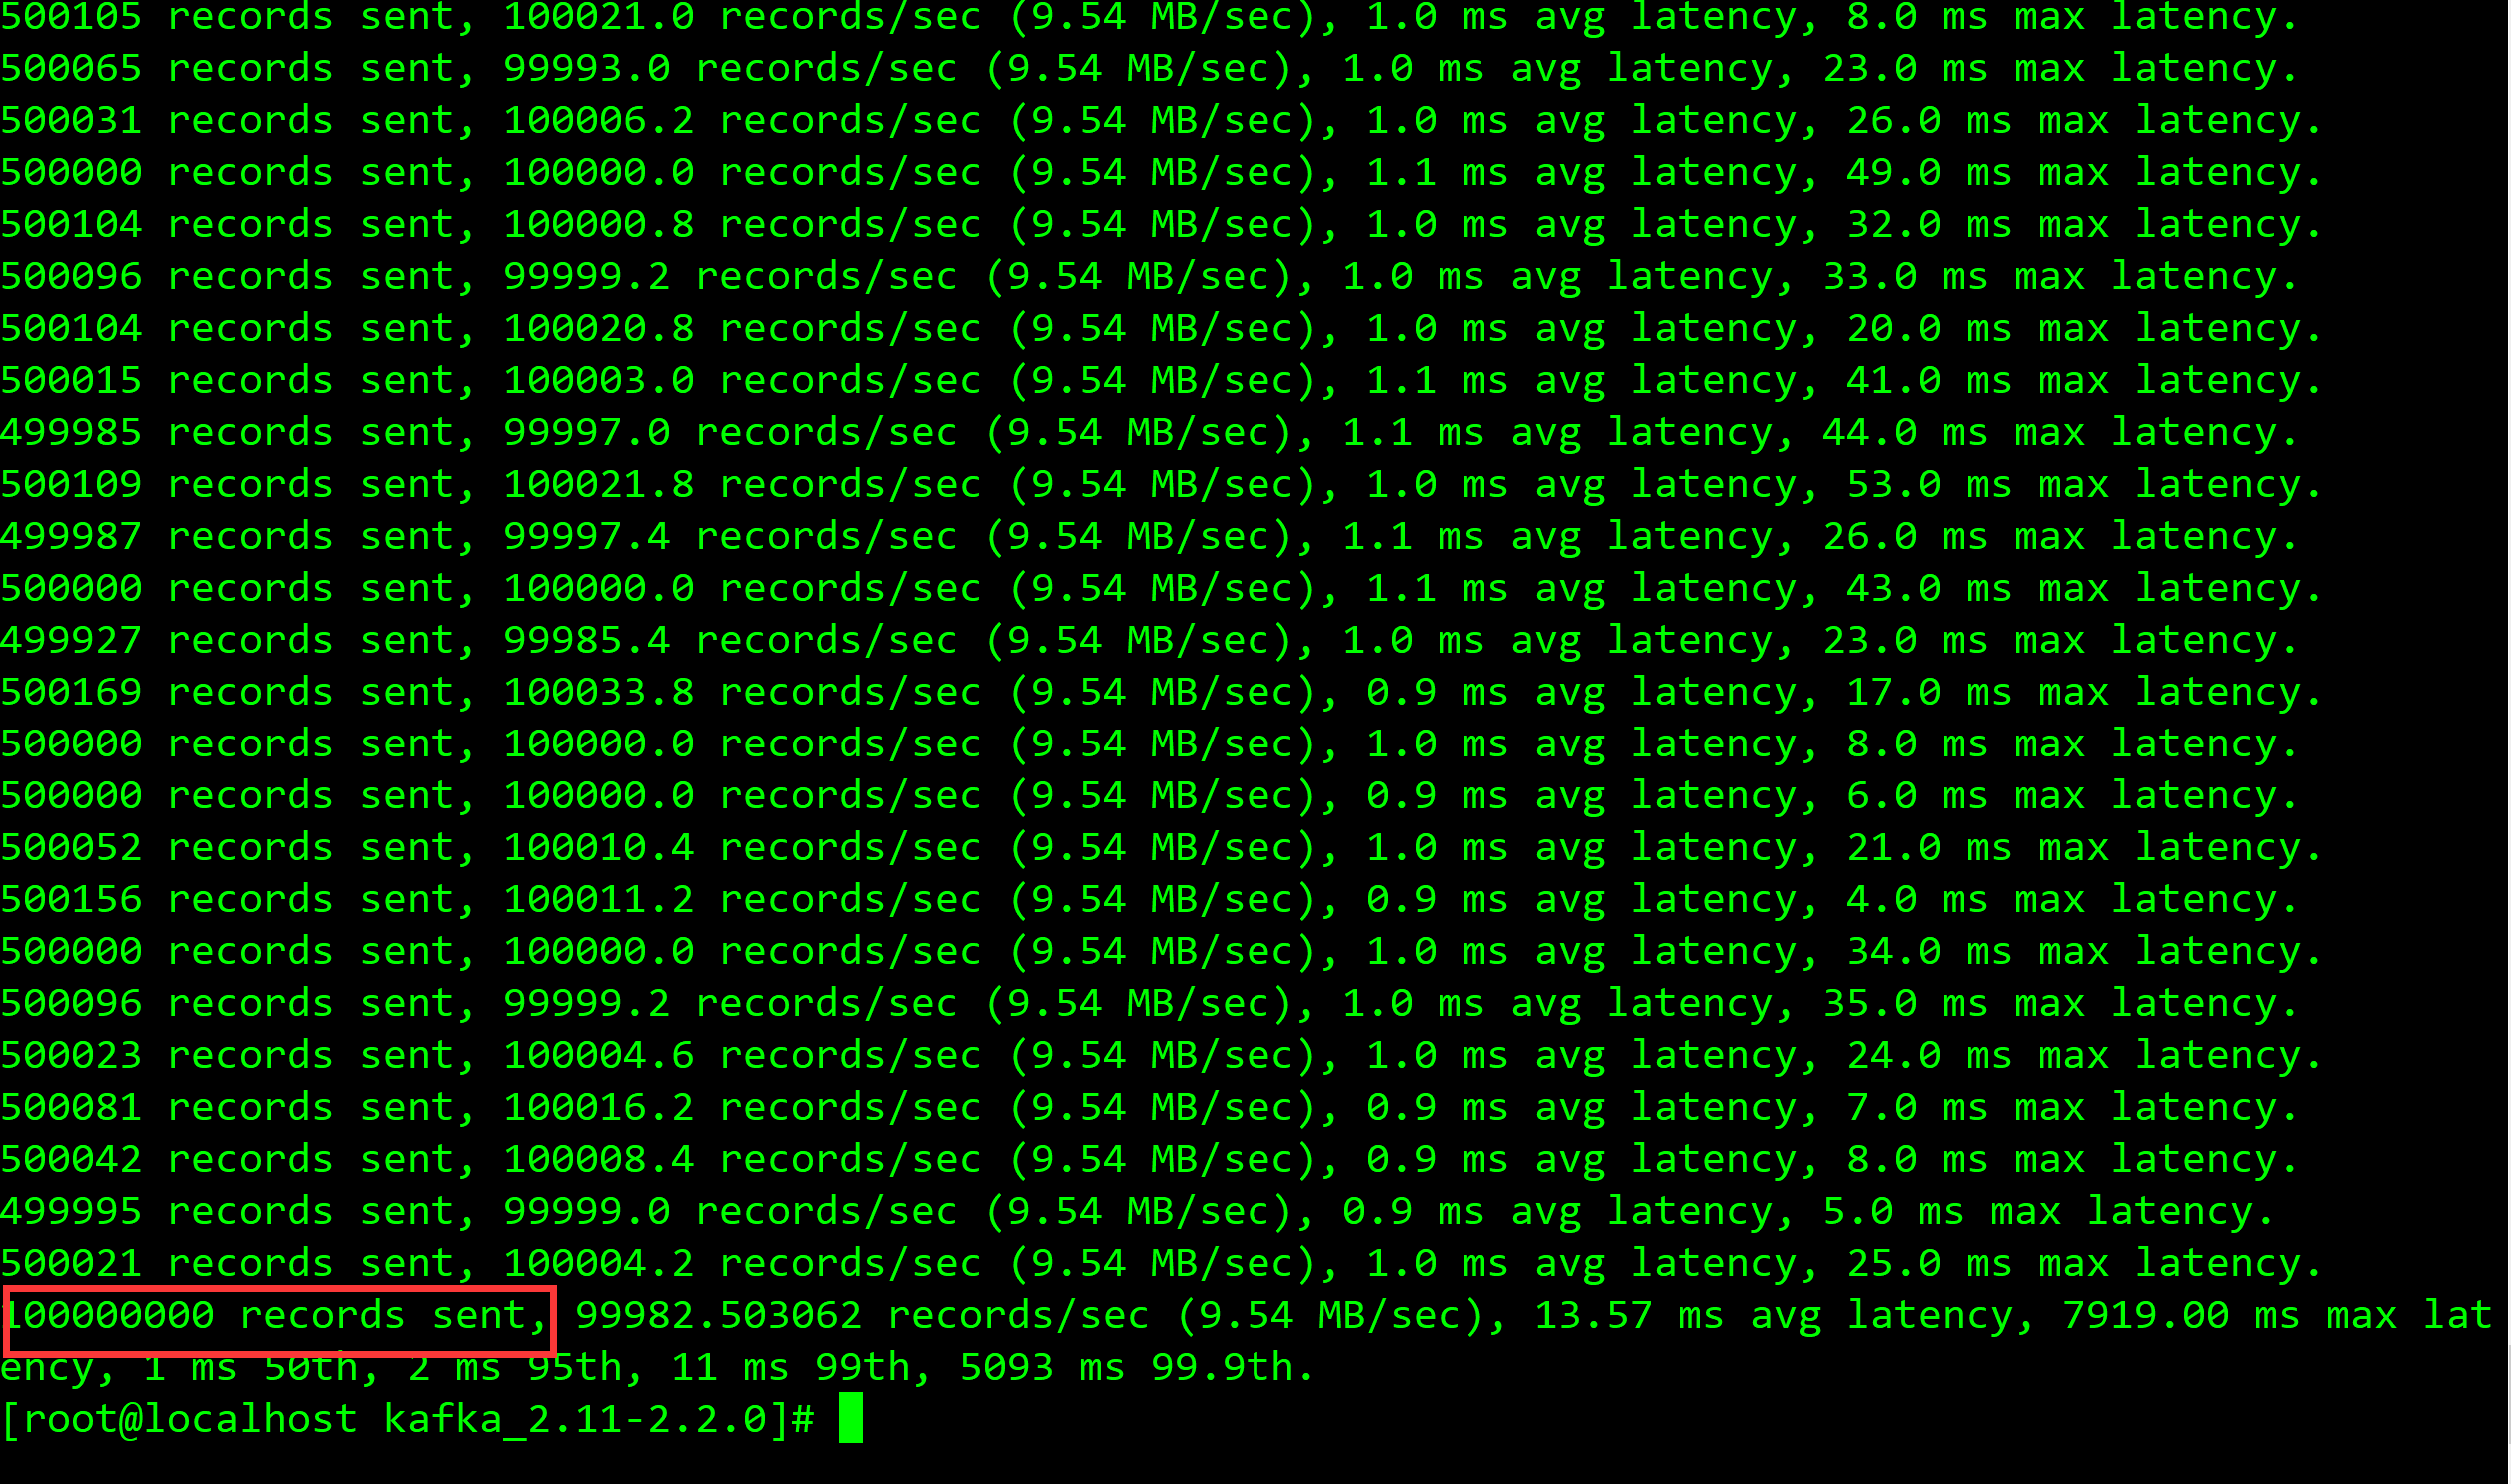 500105 records sent, 100021.0 records/sec (9.54 MB/sec), 1.0 ms avg latency, 8.0 ms max latency.
500065 records sent, 99993.0 records/sec (9.54 MB/sec), 1.0 ms avg latency, 23.0 ms max latency.
500031 records sent, 100006.2 records/sec (9.54 MB/sec), 1.0 ms avg latency, 26.0 ms max latency.
500000 records sent, 100000.0 records/sec (9.54 MB/sec), 1.1 ms avg latency, 49.0 ms max latency.
500104 records sent, 100000.8 records/sec (9.54 MB/sec), 1.0 ms avg latency, 32.0 ms max latency.
500096 records sent, 99999.2 records/sec (9.54 MB/sec), 1.0 ms avg latency, 33.0 ms max latency.
500104 records sent, 100020.8 records/sec (9.54 MB/sec), 1.0 ms avg latency, 20.0 ms max latency.
500015 records sent, 100003.0 records/sec (9.54 MB/sec), 1.1 ms avg latency, 41.0 ms max latency.
499985 records sent, 99997.0 records/sec (9.54 MB/sec), 1.1 ms avg latency, 44.0 ms max latency.
500109 records sent, 100021.8 records/sec (9.54 MB/sec), 1.0 ms avg latency, 53.0 ms max latency.
499987 records sent, 99997.4 records/sec (9.54 MB/sec), 1.1 ms avg latency, 26.0 ms max latency.
500000 records sent, 100000.0 records/sec (9.54 MB/sec), 1.1 ms avg latency, 43.0 ms max latency.
499927 records sent, 99985.4 records/sec (9.54 MB/sec), 1.0 ms avg latency, 23.0 ms max latency.
500169 records sent, 100033.8 records/sec (9.54 MB/sec), 0.9 ms avg latency, 17.0 ms max latency.
500000 records sent, 100000.0 records/sec (9.54 MB/sec), 1.0 ms avg latency, 8.0 ms max latency.
500000 records sent, 100000.0 records/sec (9.54 MB/sec), 0.9 ms avg latency, 6.0 ms max latency.
500052 records sent, 100010.4 records/sec (9.54 MB/sec), 1.0 ms avg latency, 21.0 ms max latency.
500156 records sent, 100011.2 records/sec (9.54 MB/sec), 0.9 ms avg latency, 4.0 ms max latency.
500000 records sent, 100000.0 records/sec (9.54 MB/sec), 1.0 ms avg latency, 34.0 ms max latency.
500096 records sent, 99999.2 records/sec (9.54 MB/sec), 1.0 ms avg latency, 35.0 ms max latency.
500023 records sent, 100004.6 records/sec (9.54 MB/sec), 1.0 ms avg latency, 24.0 ms max latency.
500081 records sent, 100016.2 records/sec (9.54 MB/sec), 0.9 ms avg latency, 7.0 ms max latency.
500042 records sent, 100008.4 records/sec (9.54 MB/sec), 0.9 ms avg latency, 8.0 ms max latency.
499995 records sent, 99999.0 records/sec (9.54 MB/sec), 0.9 ms avg latency, 5.0 ms max latency.
500021 records sent, 100004.2 records/sec (9.54 MB/sec), 1.0 ms avg latency, 25.0 ms max latency.
100000000 records sent, 99982.503062 records/sec (9.54 MB/sec), 13.57 ms avg latency, 7919.00 ms max lat
ency, 1 ms 50th, 2 ms 95th, 11 ms 99th, 5093 ms 99.9th.
[root@localhost kafka_2.11-2.2.0]#